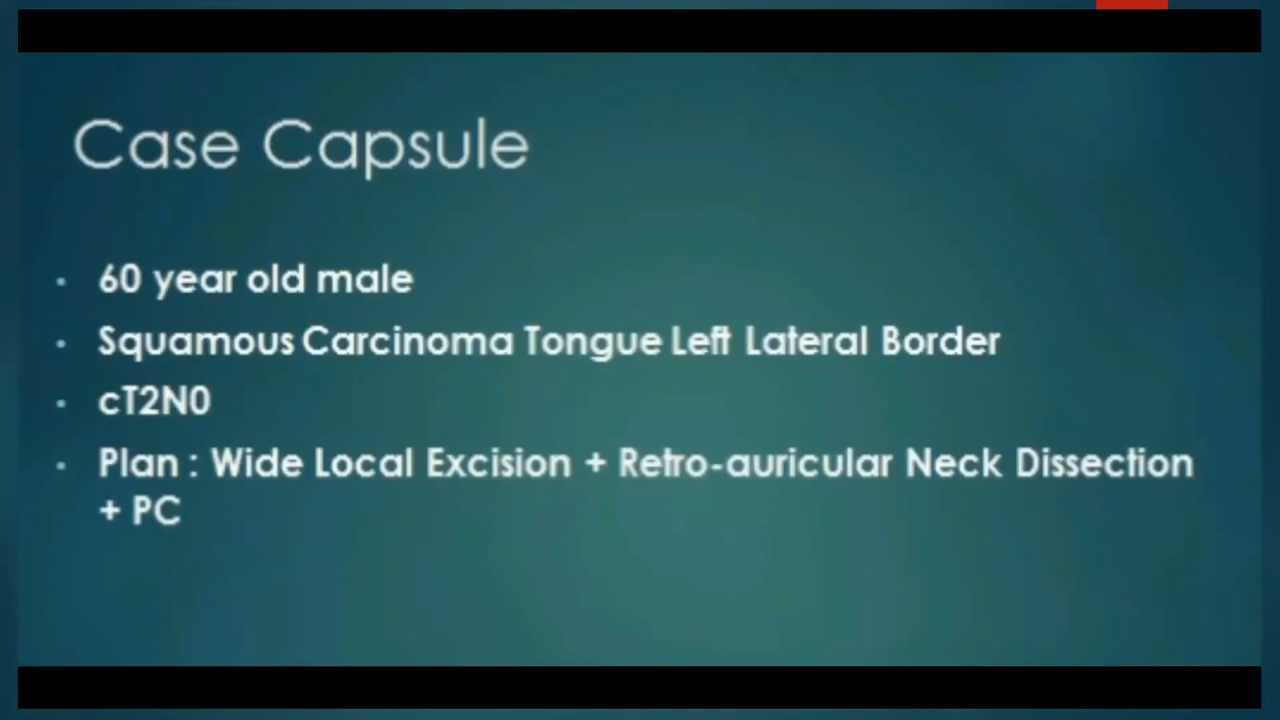 Case Capsule
60 year old male
Squamous Carcinoma Tongue Left Lateral Border
cT2N0
Plan : Wide Local Excision + Retro-auricular Neck Dissection
+ PC